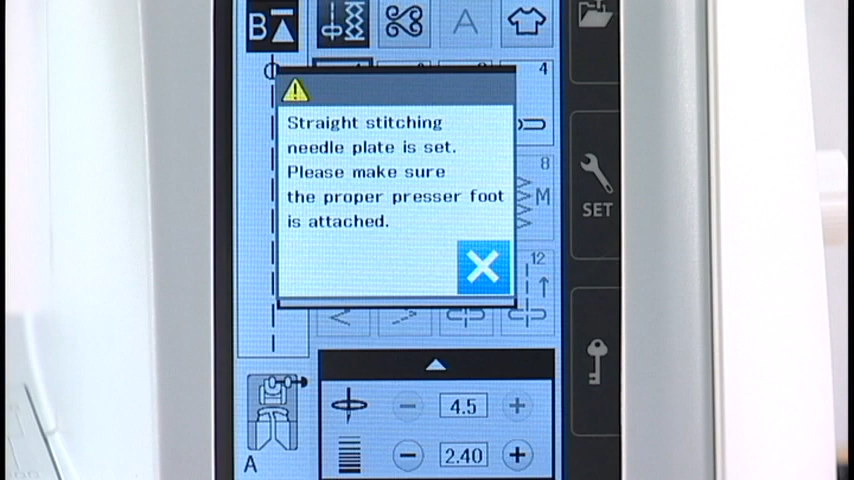 B
A
4
Straight stitching
needle plate is set.
Please make sure
the proper presser foot
is attached.
8
M
SET
12
4.5
A
2.40